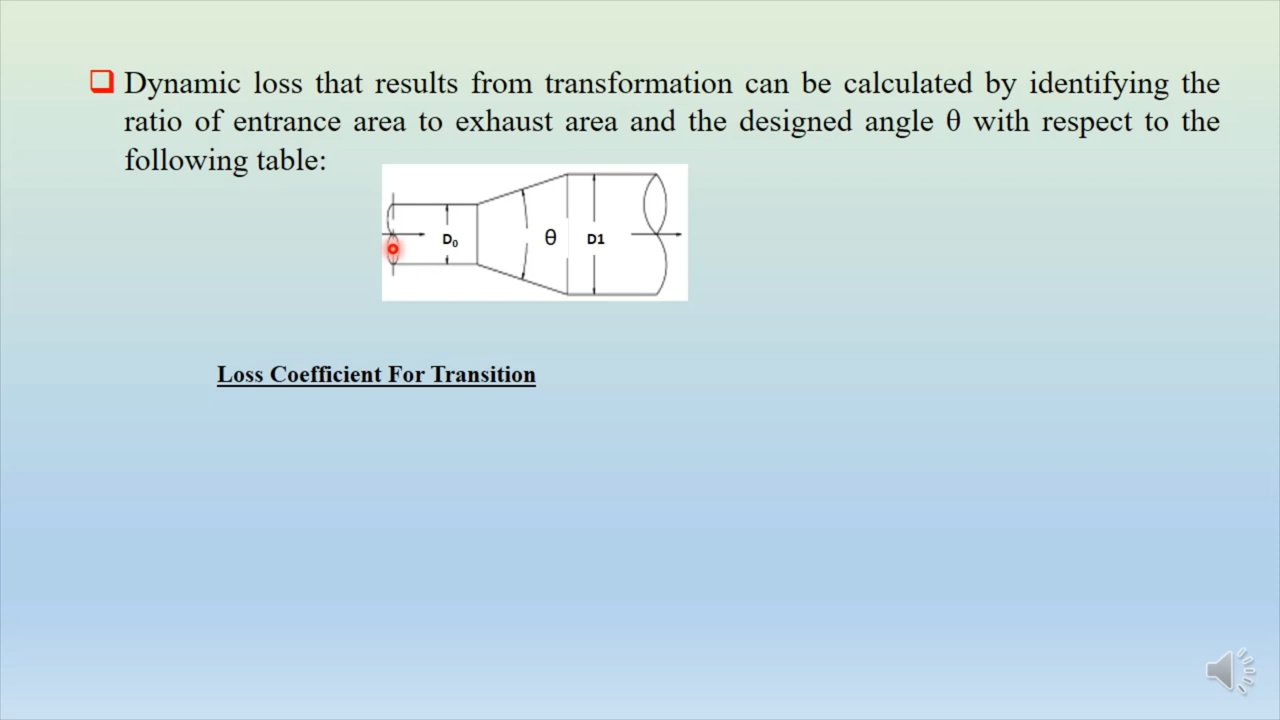 Dynamic loss that results from transformation can be calculated by identifying the
ratio of entrance area to exhaust area and the designed angle θ with respect to the
following table:
D₀ θ D1
Loss Coefficient For Transition